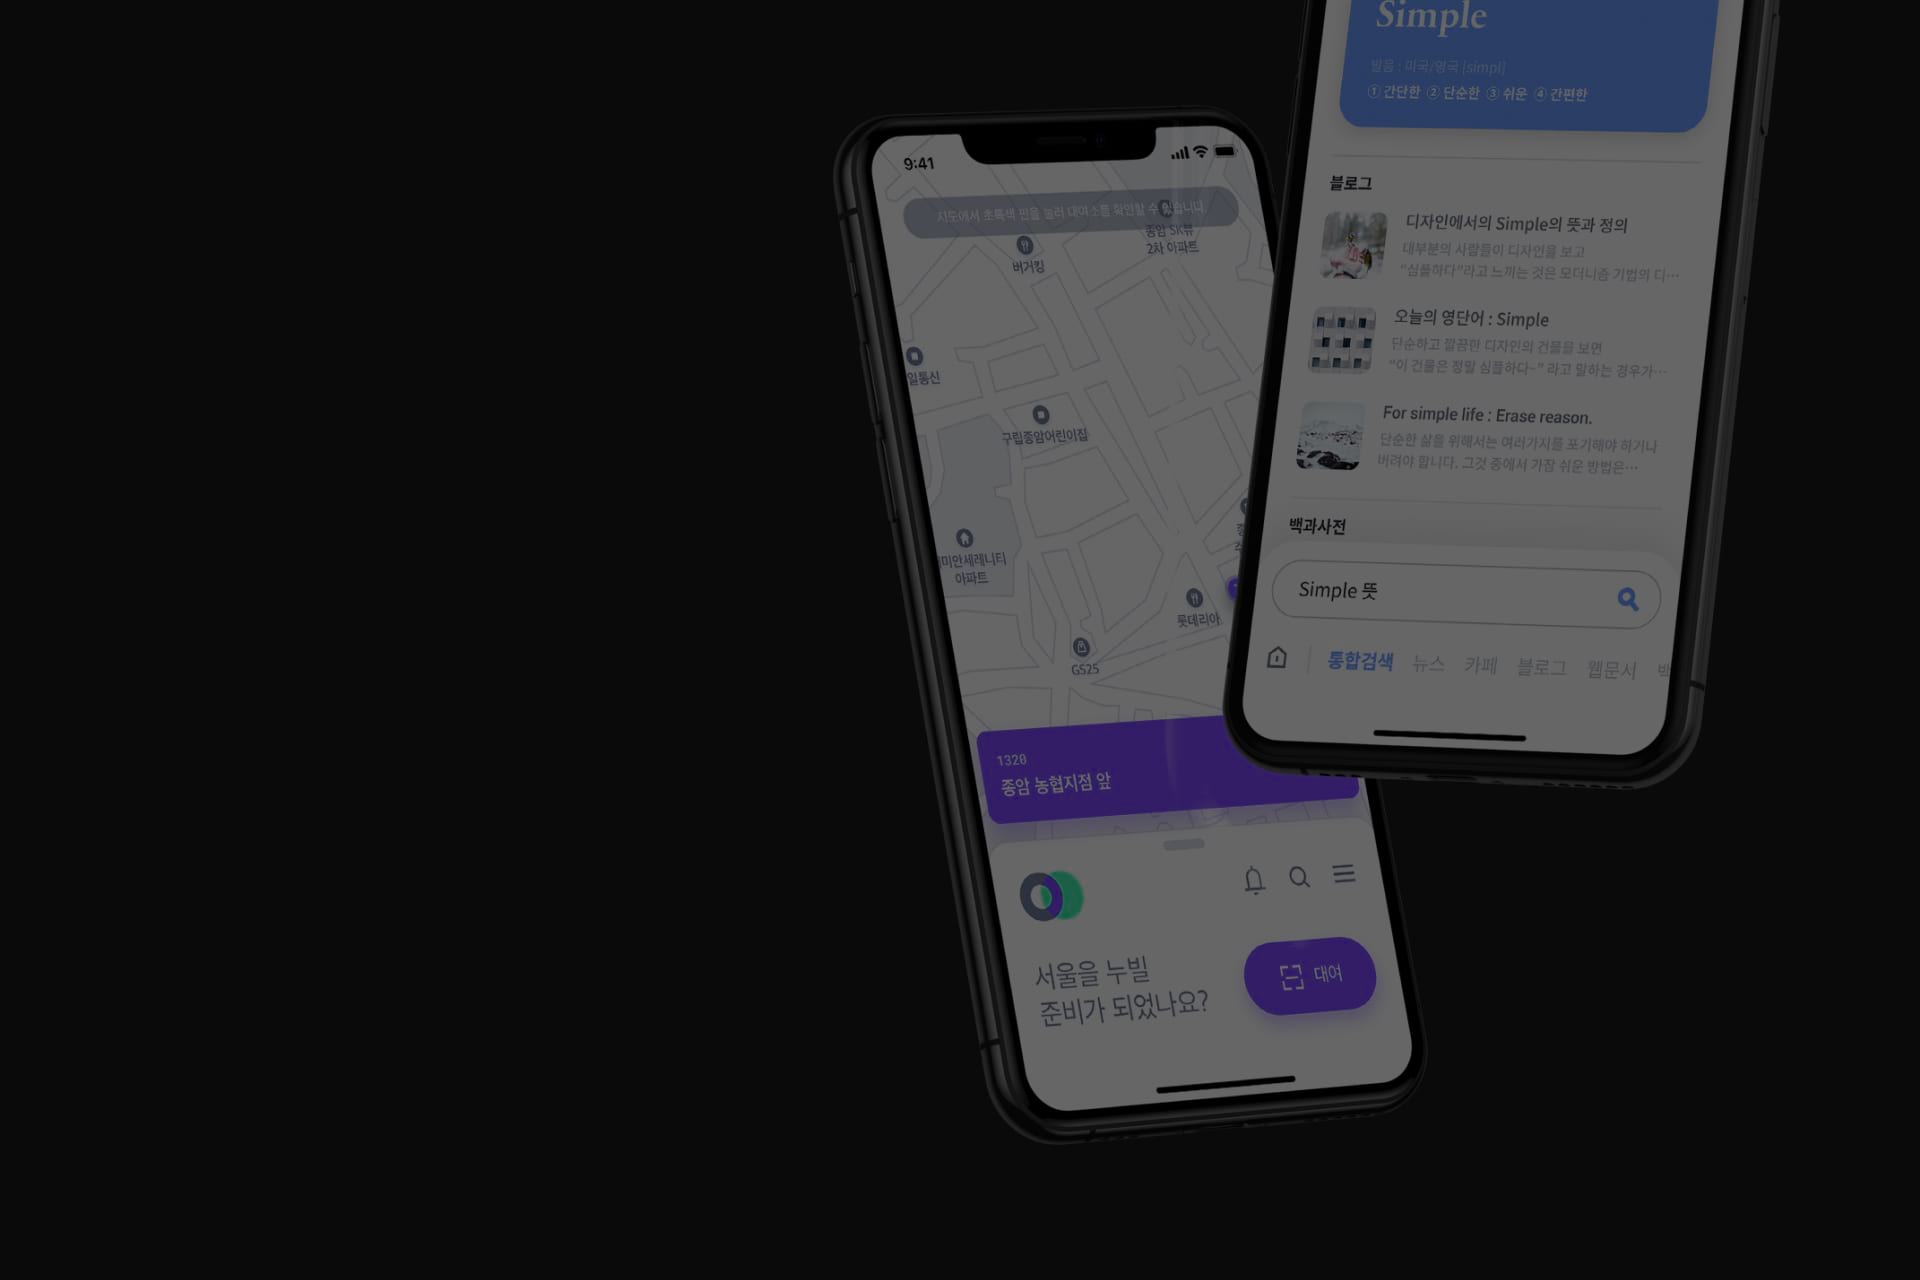 9:41
지도에서 초록색 핀을 눌러 대여소를 확인할 수 있습니다
종암 SK뷰
2차 아파트
버거킹
일통신
구립종암어린이집
미안세레니티
아파트
롯데리아
GS25
1320
종암 농협지점 앞
서울을 누빌
준비가 되었나요?
대여
Simple
발음 : 미국/영국 [simpl]
① 간단한 ② 단순한 ③ 쉬운 ④ 간편한
블로그
디자인에서의 Simple의 뜻과 정의
대부분의 사람들이 디자인을 보고
“심플하다”라고 느끼는 것은 모더니즘 기법의 디…
오늘의 영단어 : Simple
단순하고 깔끔한 디자인의 건물을 보면
“이 건물은 정말 심플하다~” 라고 말하는 경우가…
For simple life : Erase reason.
단순한 삶을 위해서는 여러가지를 포기해야 하거나
버려야 합니다. 그것 중에서 가장 쉬운 방법은…
백과사전
Simple 뜻
통합검색 뉴스 카페 블로그 웹문서